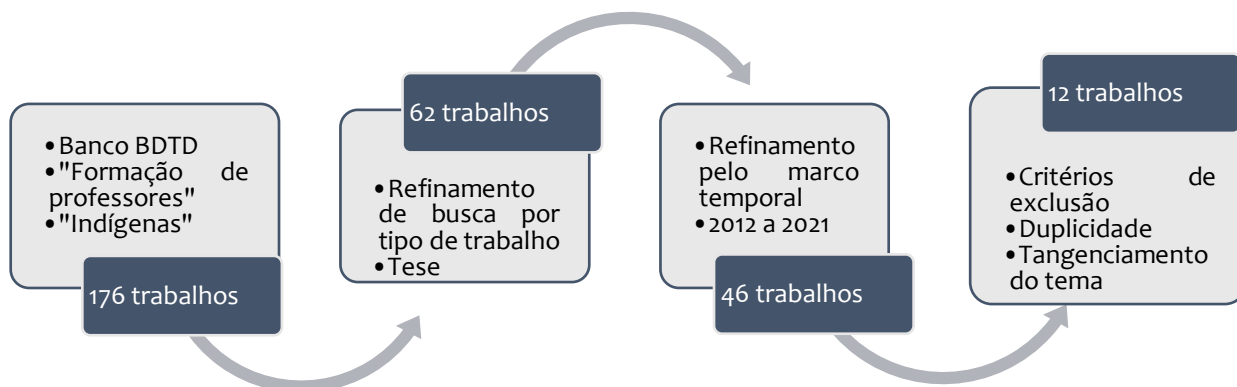 •Banco BDTD
•"Formação de
professores"
•"Indígenas"
176 trabalhos
62 trabalhos
•Refinamento
de busca por
tipo de trabalho
•Tese
•Refinamento
pelo marco
temporal
•2012 a 2021
46 trabalhos
12 trabalhos
•Critérios de
exclusão
•Duplicidade
•Tangenciamento
do tema